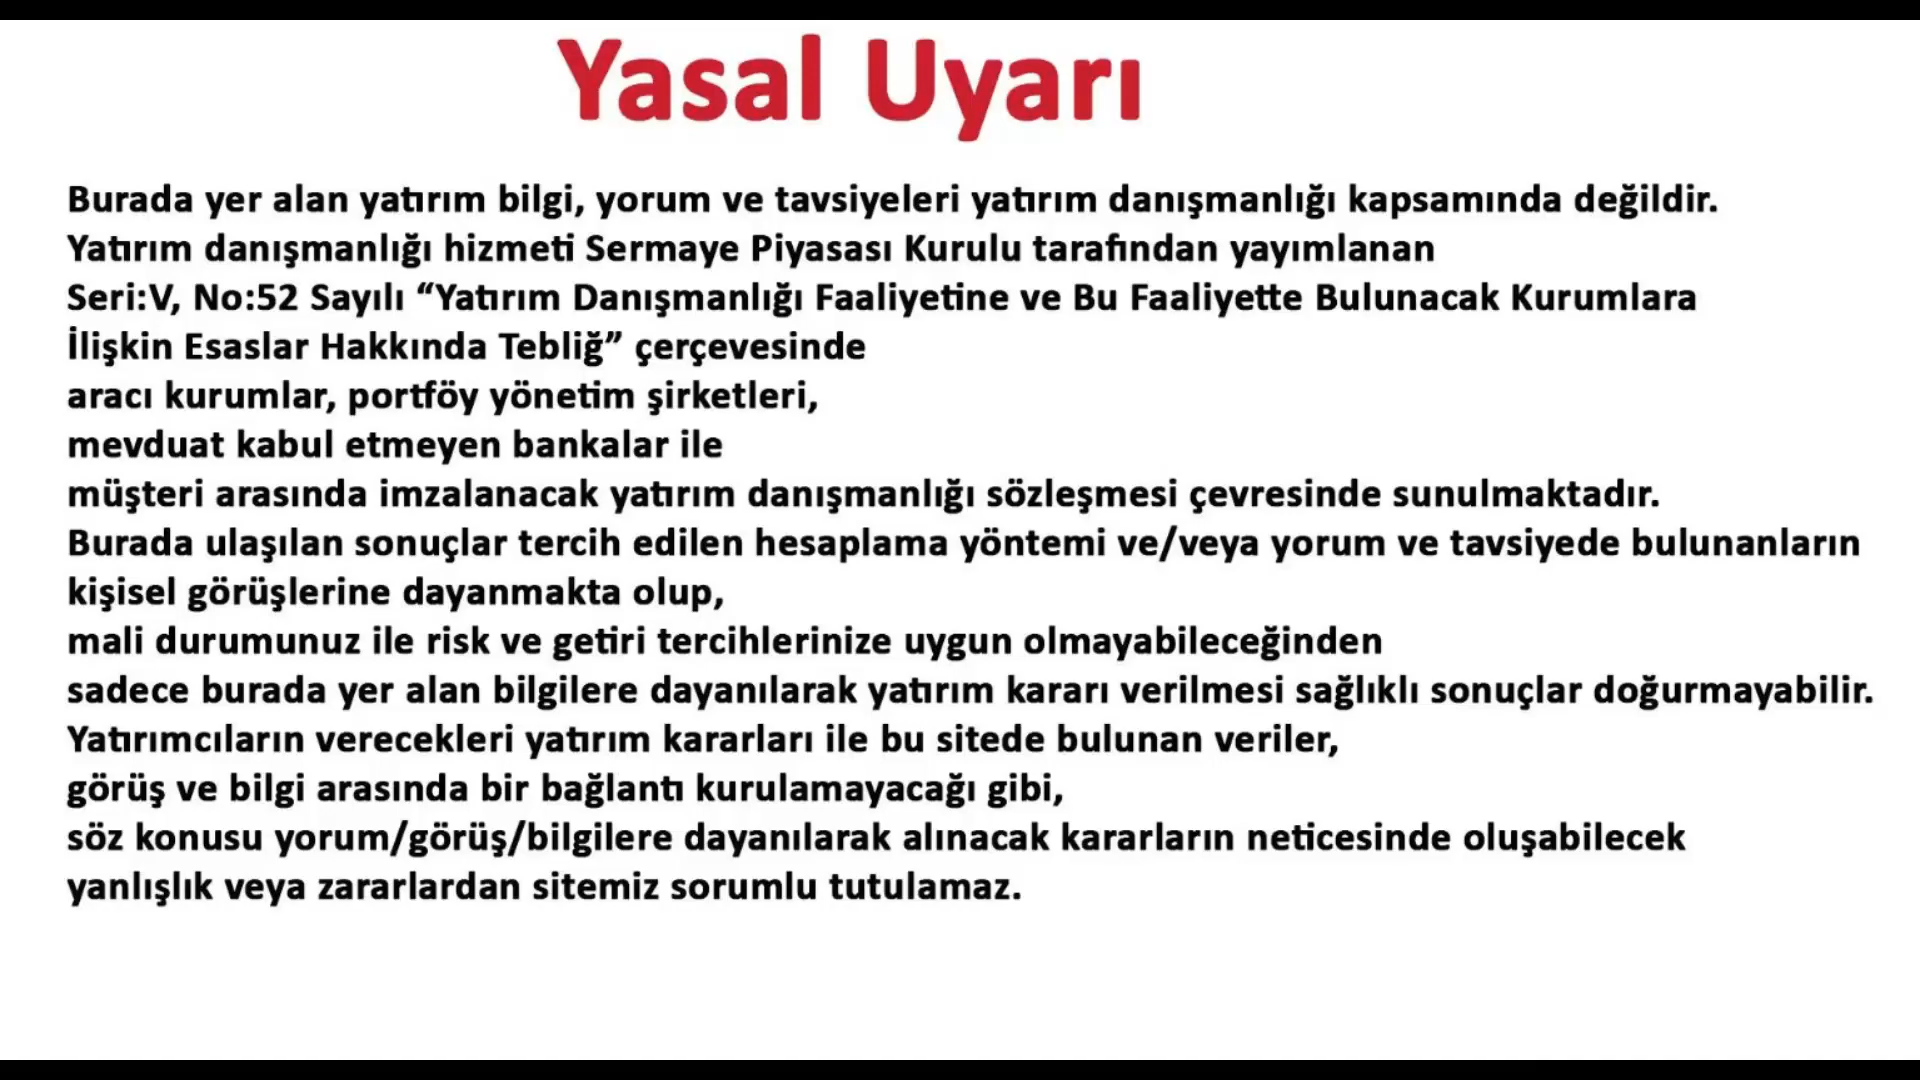 Yasal Uyarı
Burada yer alan yatırım bilgi, yorum ve tavsiyeleri yatırım danışmanlığı kapsamında değildir.
Yatırım danışmanlığı hizmeti Sermaye Piyasası Kurulu tarafından yayımlanan
Seri:V, No:52 Sayılı “Yatırım Danışmanlığı Faaliyetine ve Bu Faaliyette Bulunacak Kurumlara
İlişkin Esaslar Hakkında Tebliğ” çerçevesinde
aracı kurumlar, portföy yönetim şirketleri,
mevduat kabul etmeyen bankalar ile
müşteri arasında imzalanacak yatırım danışmanlığı sözleşmesi çevresinde sunulmaktadır.
Burada ulaşılan sonuçlar tercih edilen hesaplama yöntemi ve/veya yorum ve tavsiyede bulunanların
kişisel görüşlerine dayanmakta olup,
mali durumunuz ile risk ve getiri tercihlerinize uygun olmayabileceğinden
sadece burada yer alan bilgilere dayanılarak yatırım kararı verilmesi sağlıklı sonuçlar doğurmayabilir.
Yatırımcıların verecekleri yatırım kararları ile bu sitede bulunan veriler,
görüş ve bilgi arasında bir bağlantı kurulamayacağı gibi,
söz konusu yorum/görüş/bilgilere dayanılarak alınacak kararların neticesinde oluşabilecek
yanlışlık veya zararlardan sitemiz sorumlu tutulamaz.